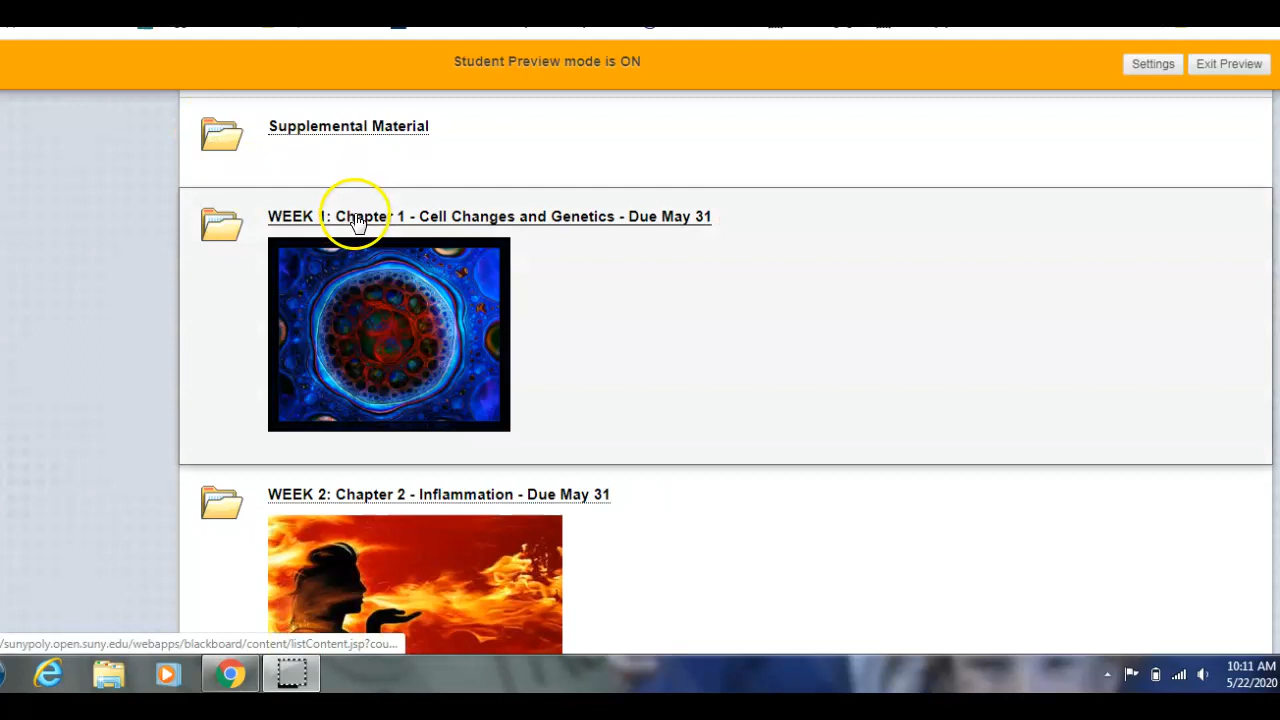 Student Preview mode is ON
Settings
Exit Preview
Supplemental Material
WEEK 1: Chapter 1 - Cell Changes and Genetics - Due May 31
WEEK 2: Chapter 2 - Inflammation - Due May 31
/sunypoly.open.suny.edu/webapps/blackboard/content/listContent.jsp?cou...
10:11 AM
5/22/2020